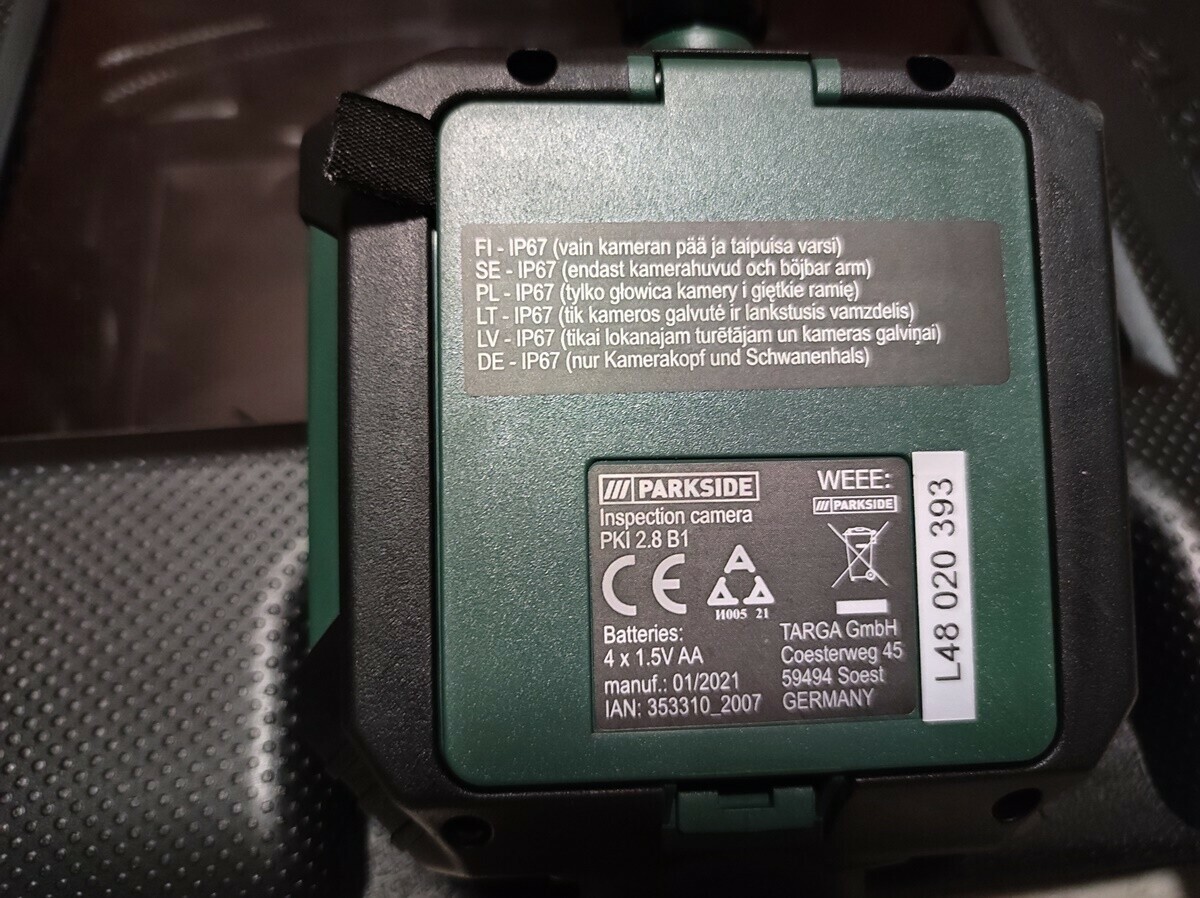 FI - IP67 (vain kameran pää ja taipuisa varsi)
SE - IP67 (endast kamerahuvud och böjbar arm)
PL - IP67 (tylko głowica kamery i giętkie ramię)
LT - IP67 (tik kameros galvutė ir lankstusis vamzdelis)
LV - IP67 (tikai lokanajam turētājam un kameras galviņai)
DE - IP67 (nur Kamerakopf und Schwanenhals)
PARKSIDE
Inspection camera
PKI 2.8 B1
CE
И005 21
Batteries:
4 x 1.5V AA
manuf.: 01/2021
IAN: 353310_2007
WEEE:
PARKSIDE
TARGA GmbH
Coesterweg 45
59494 Soest
GERMANY
L48 020 393